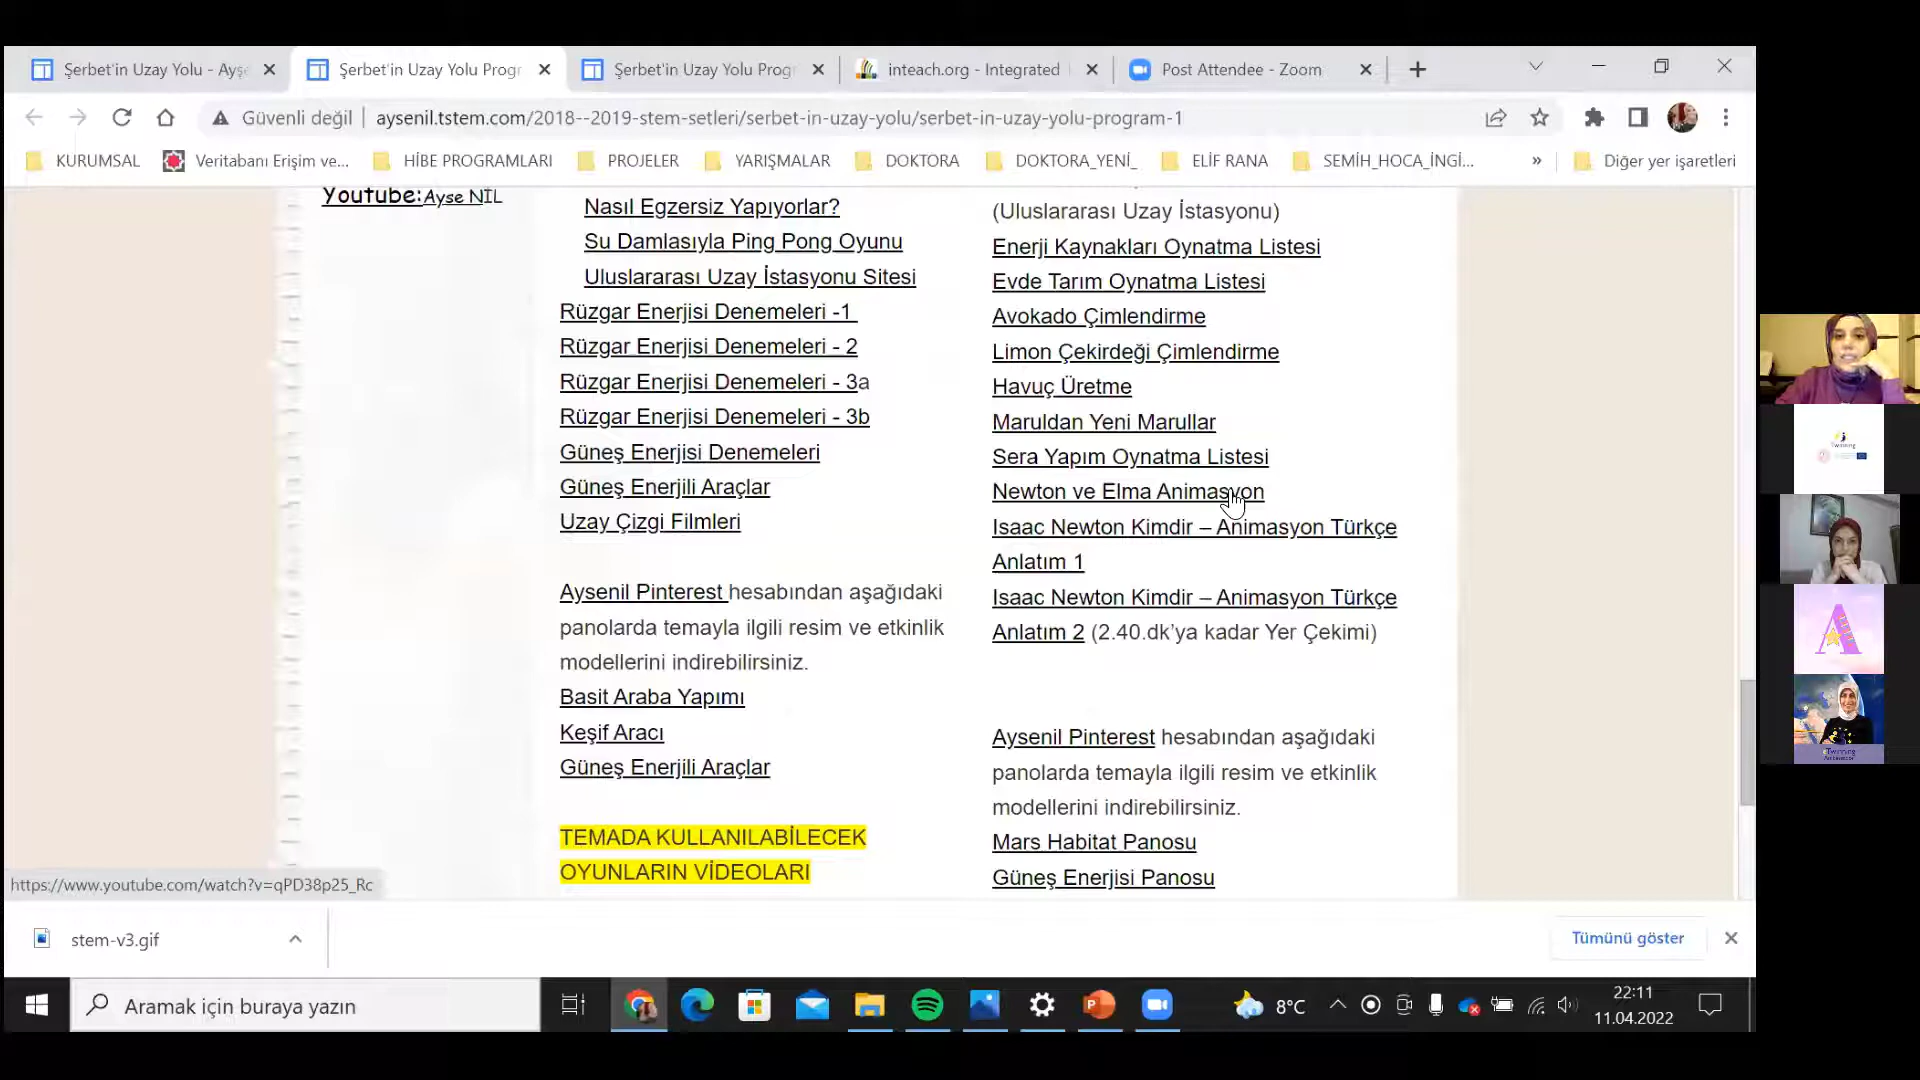 Şerbet'in Uzay Yolu - Ayşe
Şerbet'in Uzay Yolu Progr
Şerbet'in Uzay Yolu Progr
inteach.org - Integrated
Post Attendee - Zoom
Güvenli değil
aysenil.tstem.com/2018--2019-stem-setleri/serbet-in-uzay-yolu/serbet-in-uzay-yolu-program-1
KURUMSAL
Veritabanı Erişim ve...
HİBE PROGRAMLARI
PROJELER
YARIŞMALAR
DOKTORA
DOKTORA_YENİ_
ELİF RANA
SEMİH_HOCA_İNGİ...
»
Diğer yer işaretleri
Youtube:Ayse NİL
Nasıl Egzersiz Yapıyorlar?
Su Damlasıyla Ping Pong Oyunu
Uluslararası Uzay İstasyonu Sitesi
Rüzgar Enerjisi Denemeleri -1
Rüzgar Enerjisi Denemeleri - 2
Rüzgar Enerjisi Denemeleri - 3a
Rüzgar Enerjisi Denemeleri - 3b
Güneş Enerjisi Denemeleri
Güneş Enerjili Araçlar
Uzay Çizgi Filmleri
Aysenil Pinterest hesabından aşağıdaki
panolarda temayla ilgili resim ve etkinlik
modellerini indirebilirsiniz.
Basit Araba Yapımı
Keşif Aracı
Güneş Enerjili Araçlar
TEMADA KULLANILABİLECEK
OYUNLARIN VİDEOLARI
(Uluslararası Uzay İstasyonu)
Enerji Kaynakları Oynatma Listesi
Evde Tarım Oynatma Listesi
Avokado Çimlendirme
Limon Çekirdeği Çimlendirme
Havuç Üretme
Maruldan Yeni Marullar
Sera Yapım Oynatma Listesi
Newton ve Elma Animasyon
Isaac Newton Kimdir – Animasyon Türkçe
Anlatım 1
Isaac Newton Kimdir – Animasyon Türkçe
Anlatım 2 (2.40.dk'ya kadar Yer Çekimi)
Aysenil Pinterest hesabından aşağıdaki
panolarda temayla ilgili resim ve etkinlik
modellerini indirebilirsiniz.
Mars Habitat Panosu
Güneş Enerjisi Panosu
https://www.youtube.com/watch?v=qPD38p25_Rc
stem-v3.gif
Tümünü göster
Aramak için buraya yazın
8°C
22:11
11.04.2022